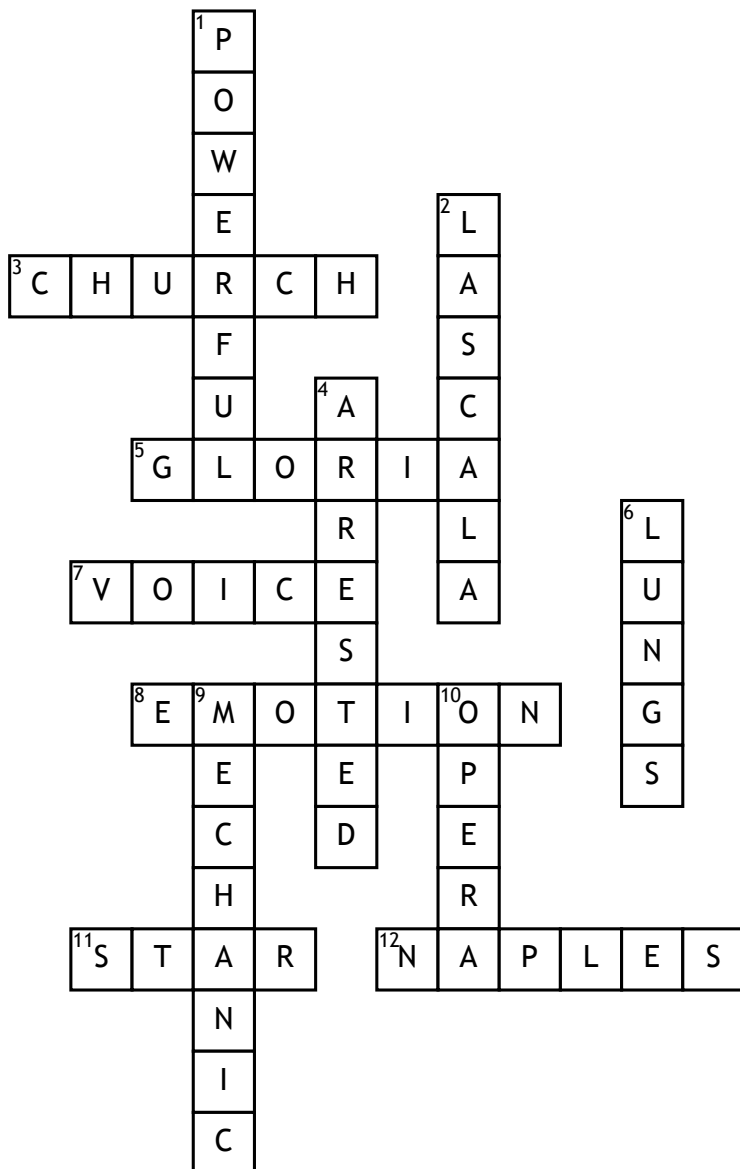 1 P
O
W
E 2 L
3 C H U R C H A
F S
U 4 A C
5 G L O R I A
R L 6 L
7 V O I C E A U
S N
8 E 9 M O T I 10 O N G
E E P S
C D E
H R
11 S T A R 12 N A P L E S
N
I
C